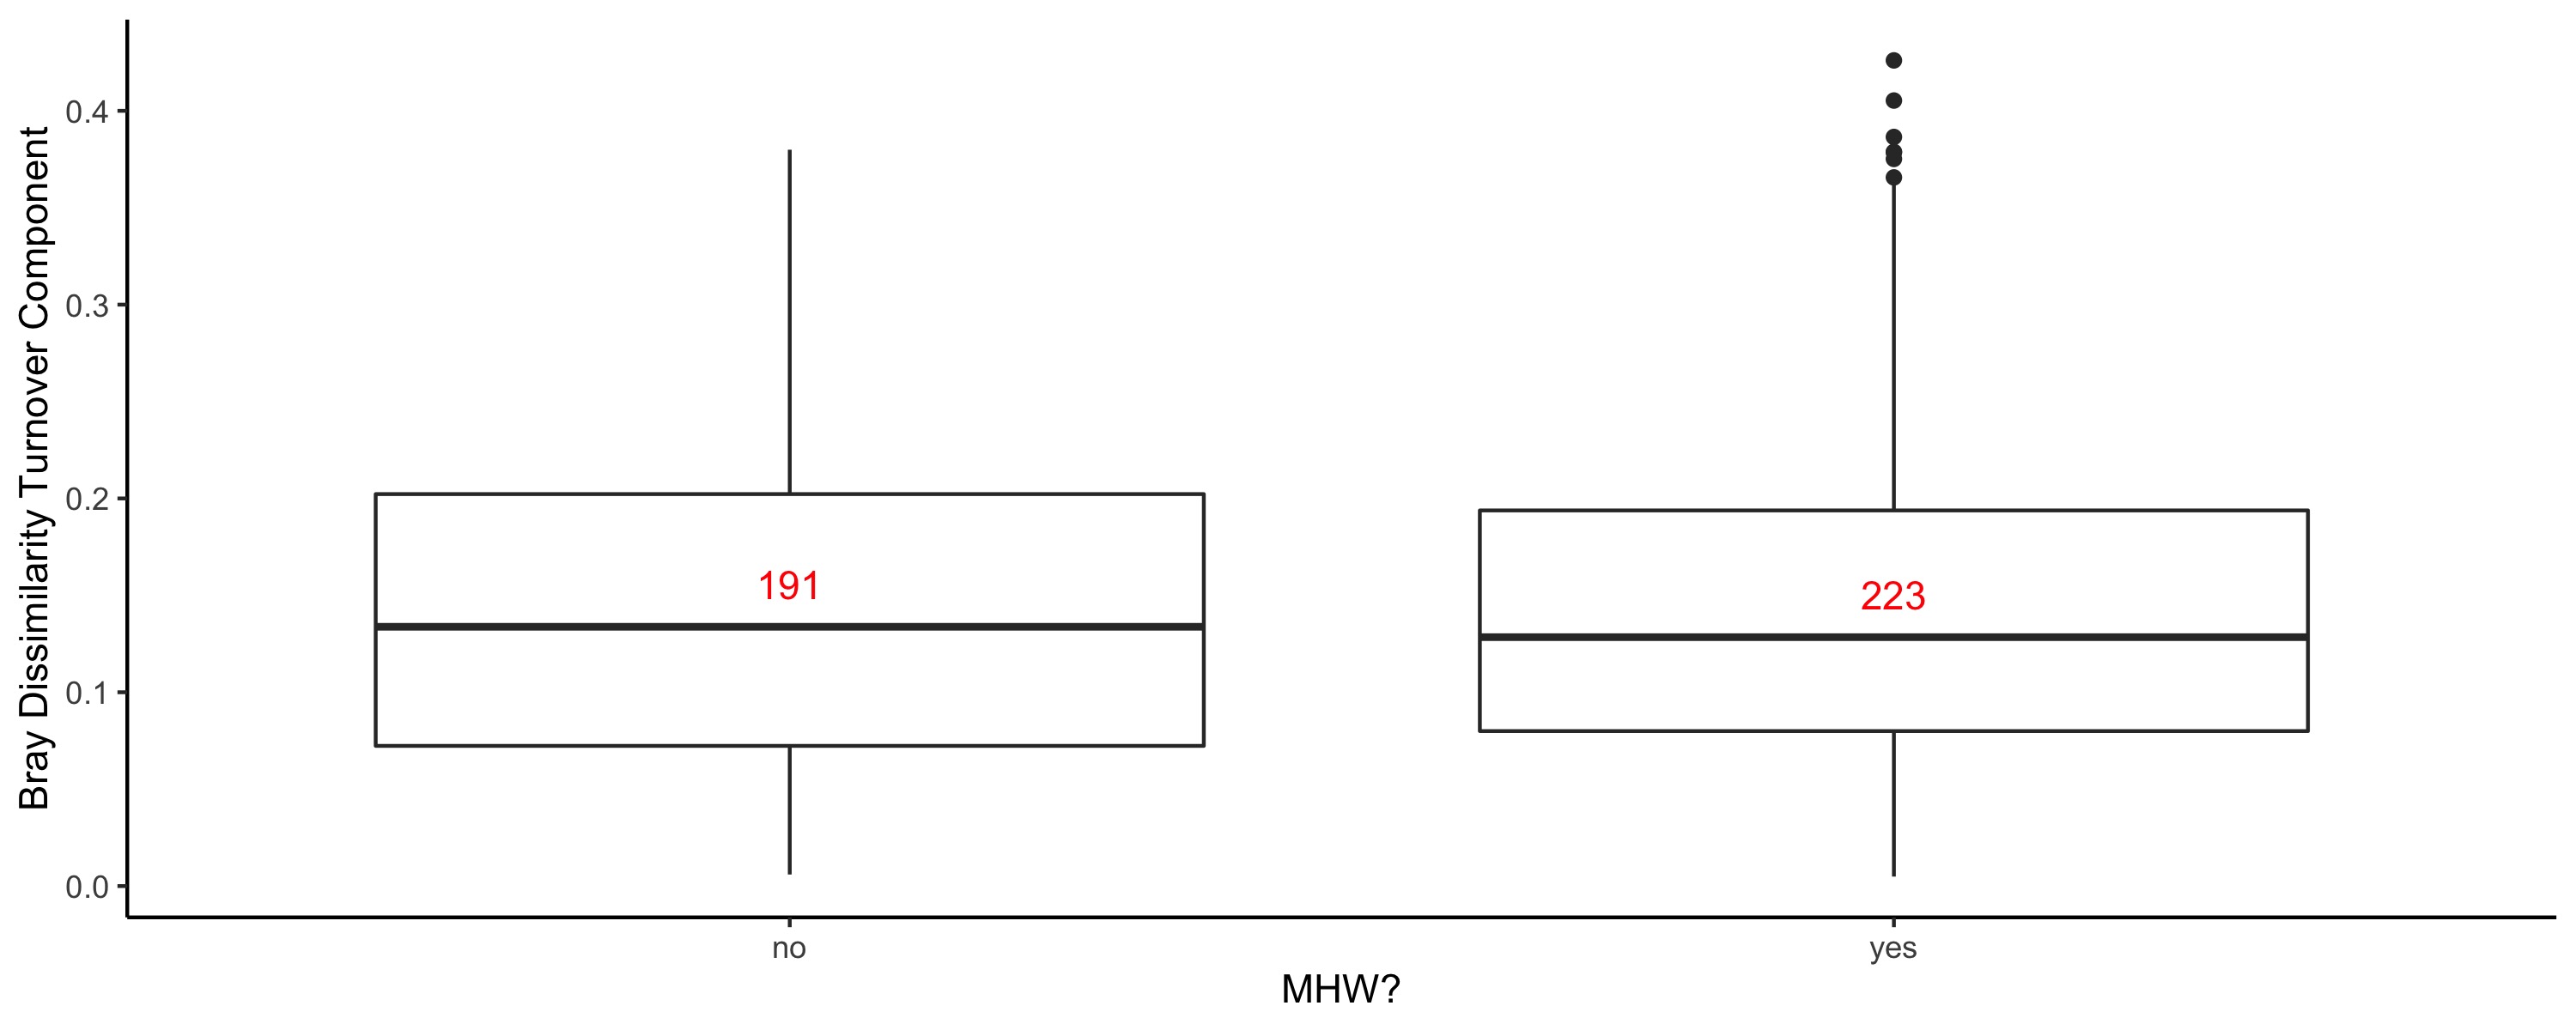 Bray Dissimilarity Turnover Component
0.4
0.3
0.2
0.1
0.0
191
223
no
yes
MHW?